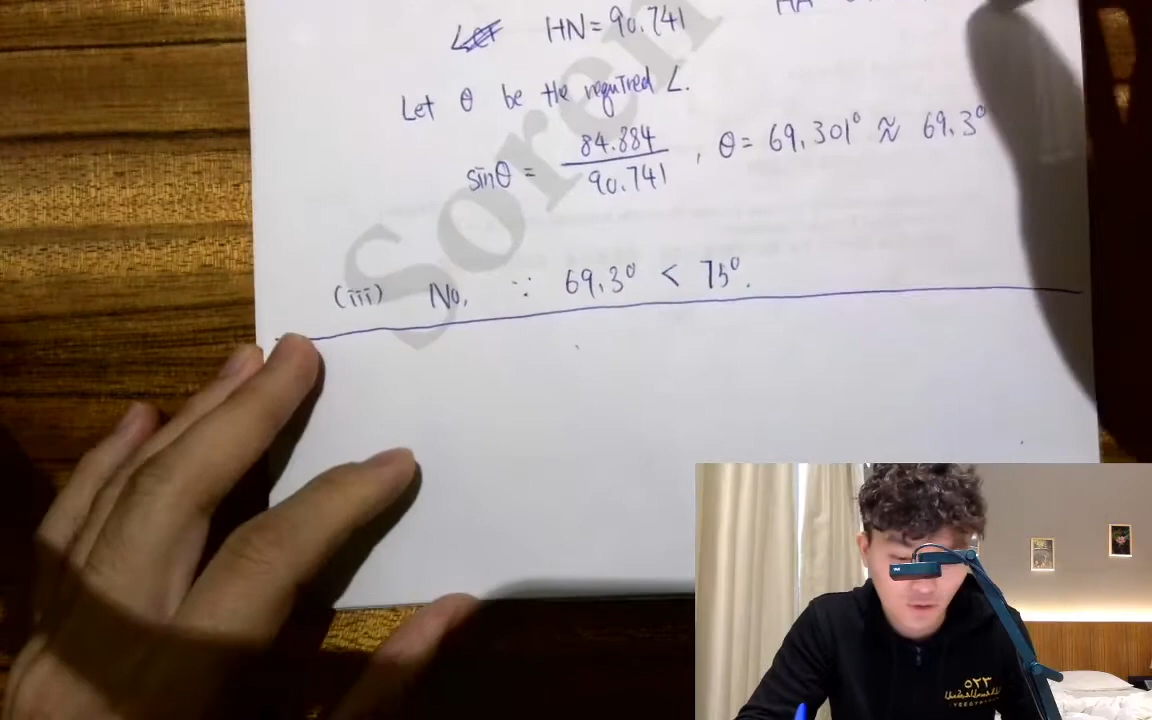 HN = 90.741
Let θ be the required ∠.
sinθ = 84.884 / 90.741 , θ = 69.301° ≈ 69.3°
(iii) No, ∵ 69.3° < 75°.
Soren